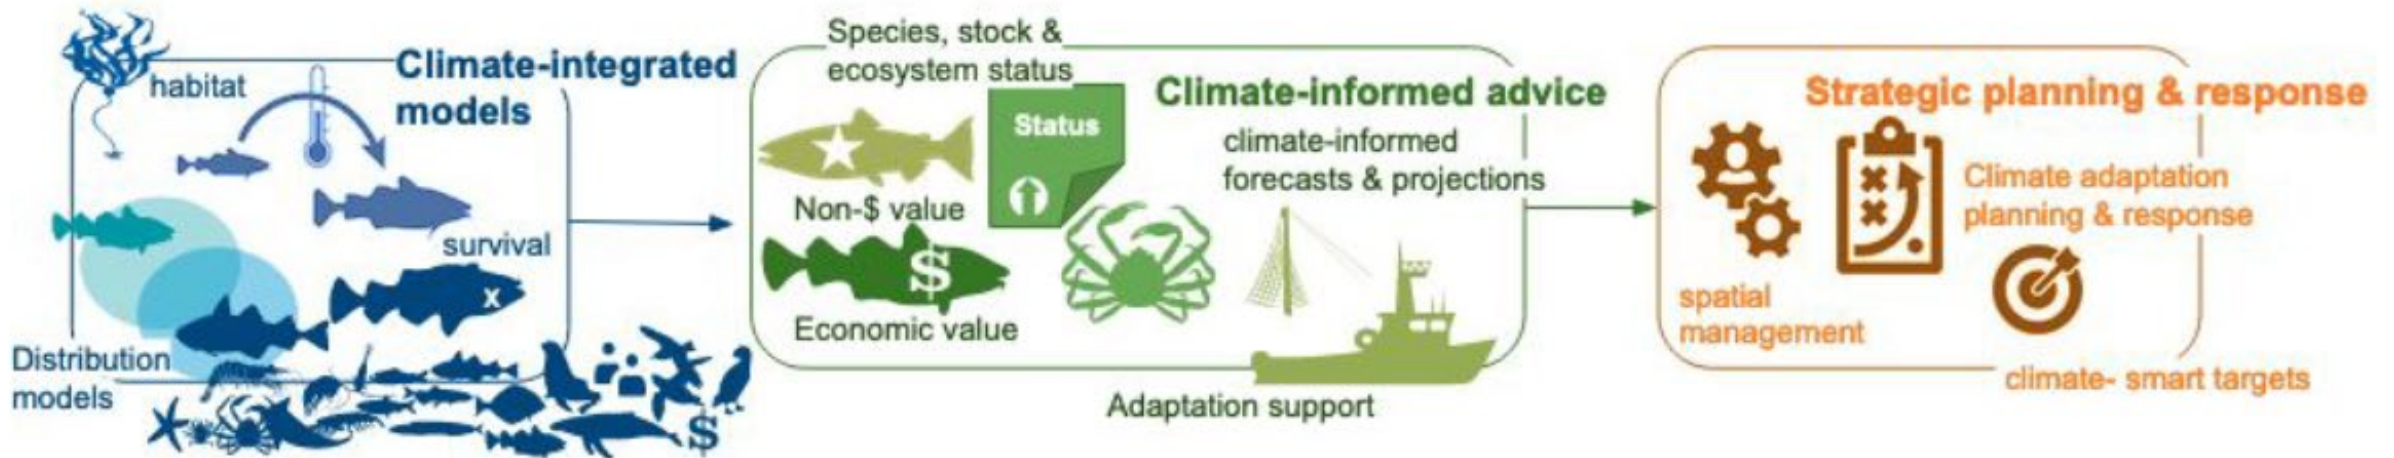 Climate-integrated
models
habitat
survival
x
Distribution
models
$
Species, stock &
ecosystem status
Status
Climate-informed advice
climate-informed
forecasts & projections
Non-$ value
$
Economic value
Adaptation support
Strategic planning & response
Climate adaptation
planning & response
spatial
management
climate- smart targets